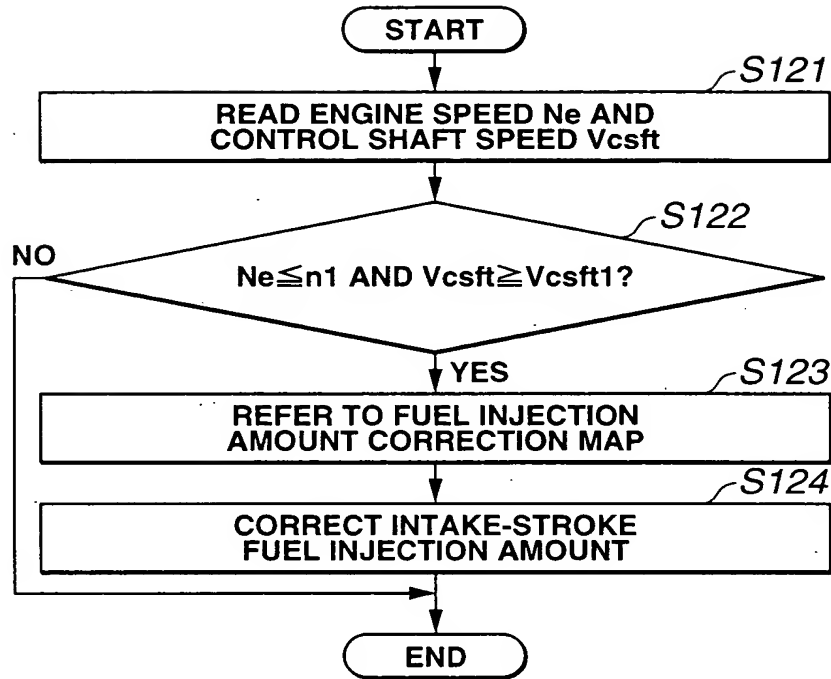 START
S121
READ ENGINE SPEED Ne AND
CONTROL SHAFT SPEED Vcsft
S122
NO
Ne≦n1 AND Vcsft≧Vcsft1?
YES
S123
REFER TO FUEL INJECTION
AMOUNT CORRECTION MAP
S124
CORRECT INTAKE-STROKE
FUEL INJECTION AMOUNT
END